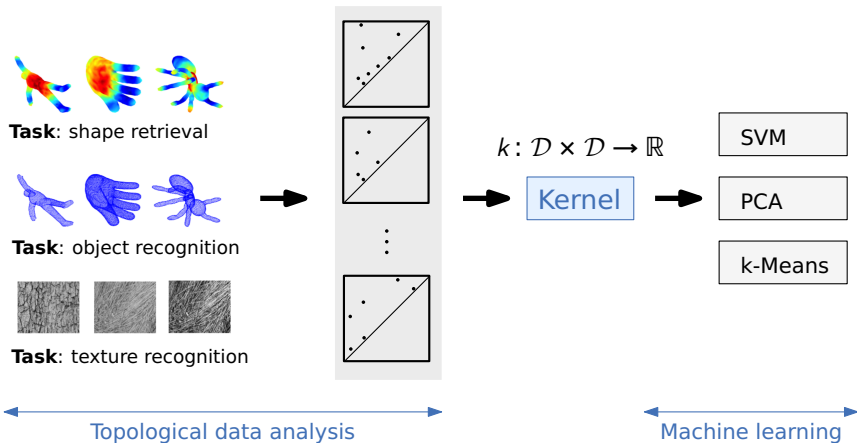 Task: shape retrieval
Task: object recognition
Task: texture recognition
k: 𝒟 × 𝒟 → ℝ
Kernel
SVM
PCA
k-Means
Topological data analysis
Machine learning